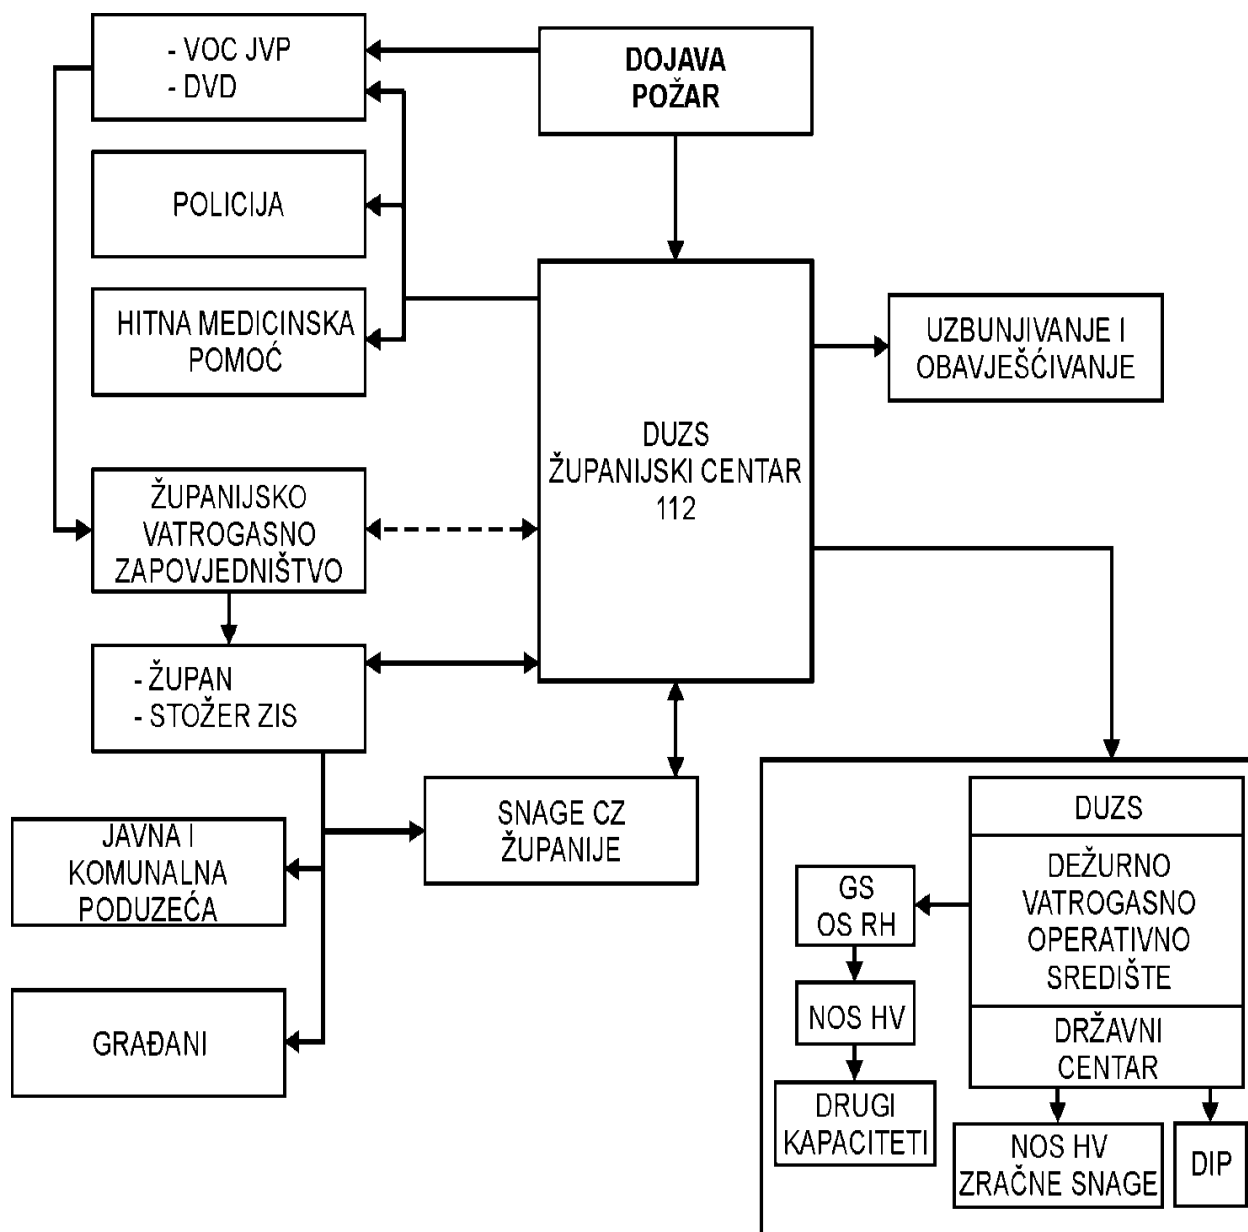 - VOC JVP
- DVD
DOJAVA
POŽAR
POLICIJA
HITNA MEDICINSKA
POMOĆ
UZBUNJIVANJE I
OBAVJEŠĆIVANJE
DUZS
ŽUPANIJSKI CENTAR
112
ŽUPANIJSKO
VATROGASNO
ZAPOVJEDNIŠTVO
- ŽUPAN
- STOŽER ZIS
SNAGE CZ
ŽUPANIJE
JAVNA I
KOMUNALNA
PODUZEĆA
GRAĐANI
DUZS
DEŽURNO
VATROGASNO
OPERATIVNO
SREDIŠTE
DRŽAVNI
CENTAR
GS
OS RH
NOS HV
DRUGI
KAPACITETI
NOS HV
ZRAČNE SNAGE
DIP